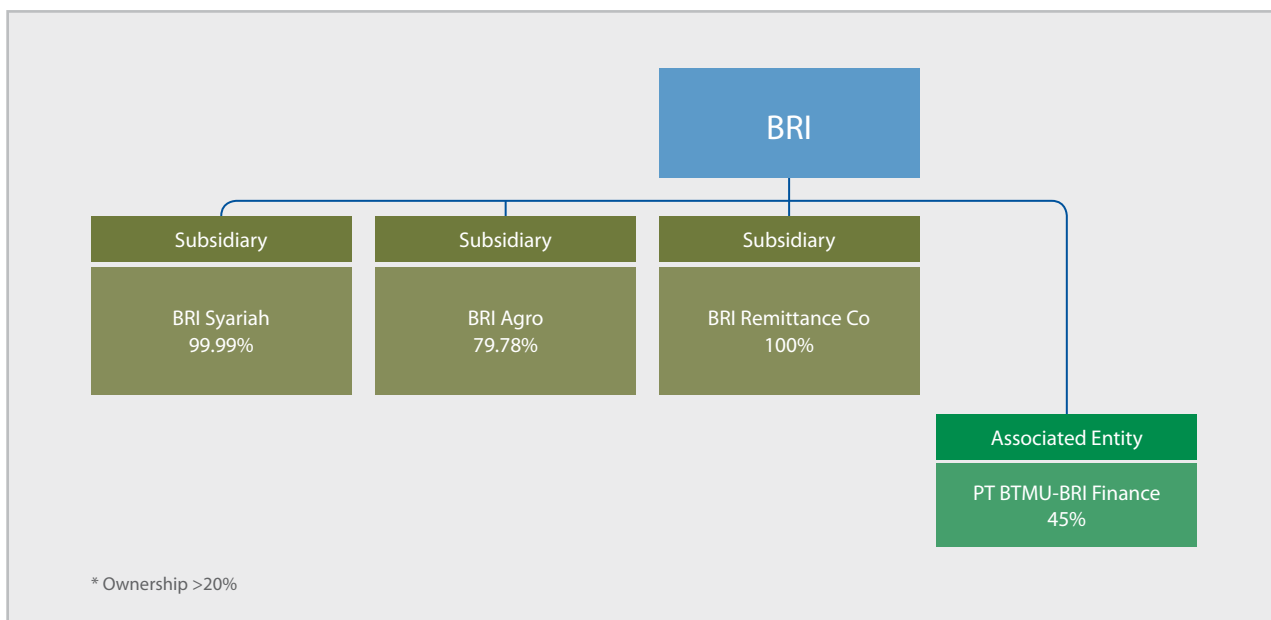 BRI
Subsidiary
BRI Syariah
99.99%
Subsidiary
BRI Agro
79.78%
Subsidiary
BRI Remittance Co
100%
Associated Entity
PT BTMU-BRI Finance
45%
* Ownership >20%